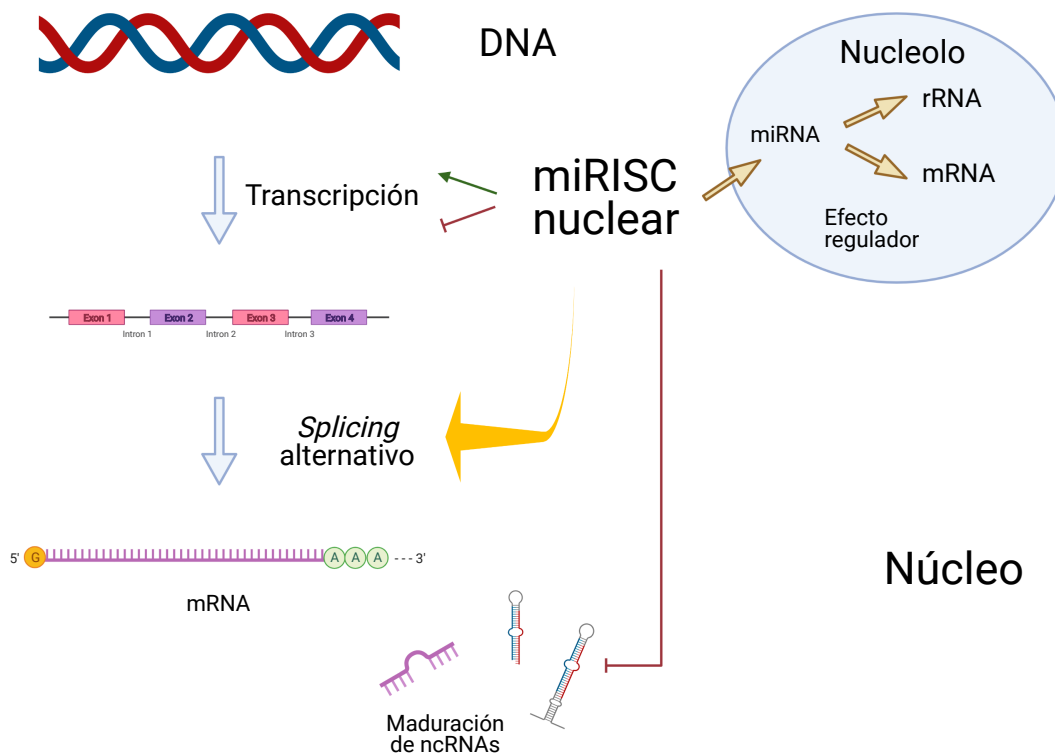 DNA
Nucleolo
rRNA
miRNA
mRNA
Efecto
regulador
Transcripción
miRISC
nuclear
Exon 1
Exon 2
Exon 3
Exon 4
Intron 1
Intron 2
Intron 3
Splicing
alternativo
5' G A A A --- 3'
mRNA
Núcleo
Maduración
de ncRNAs